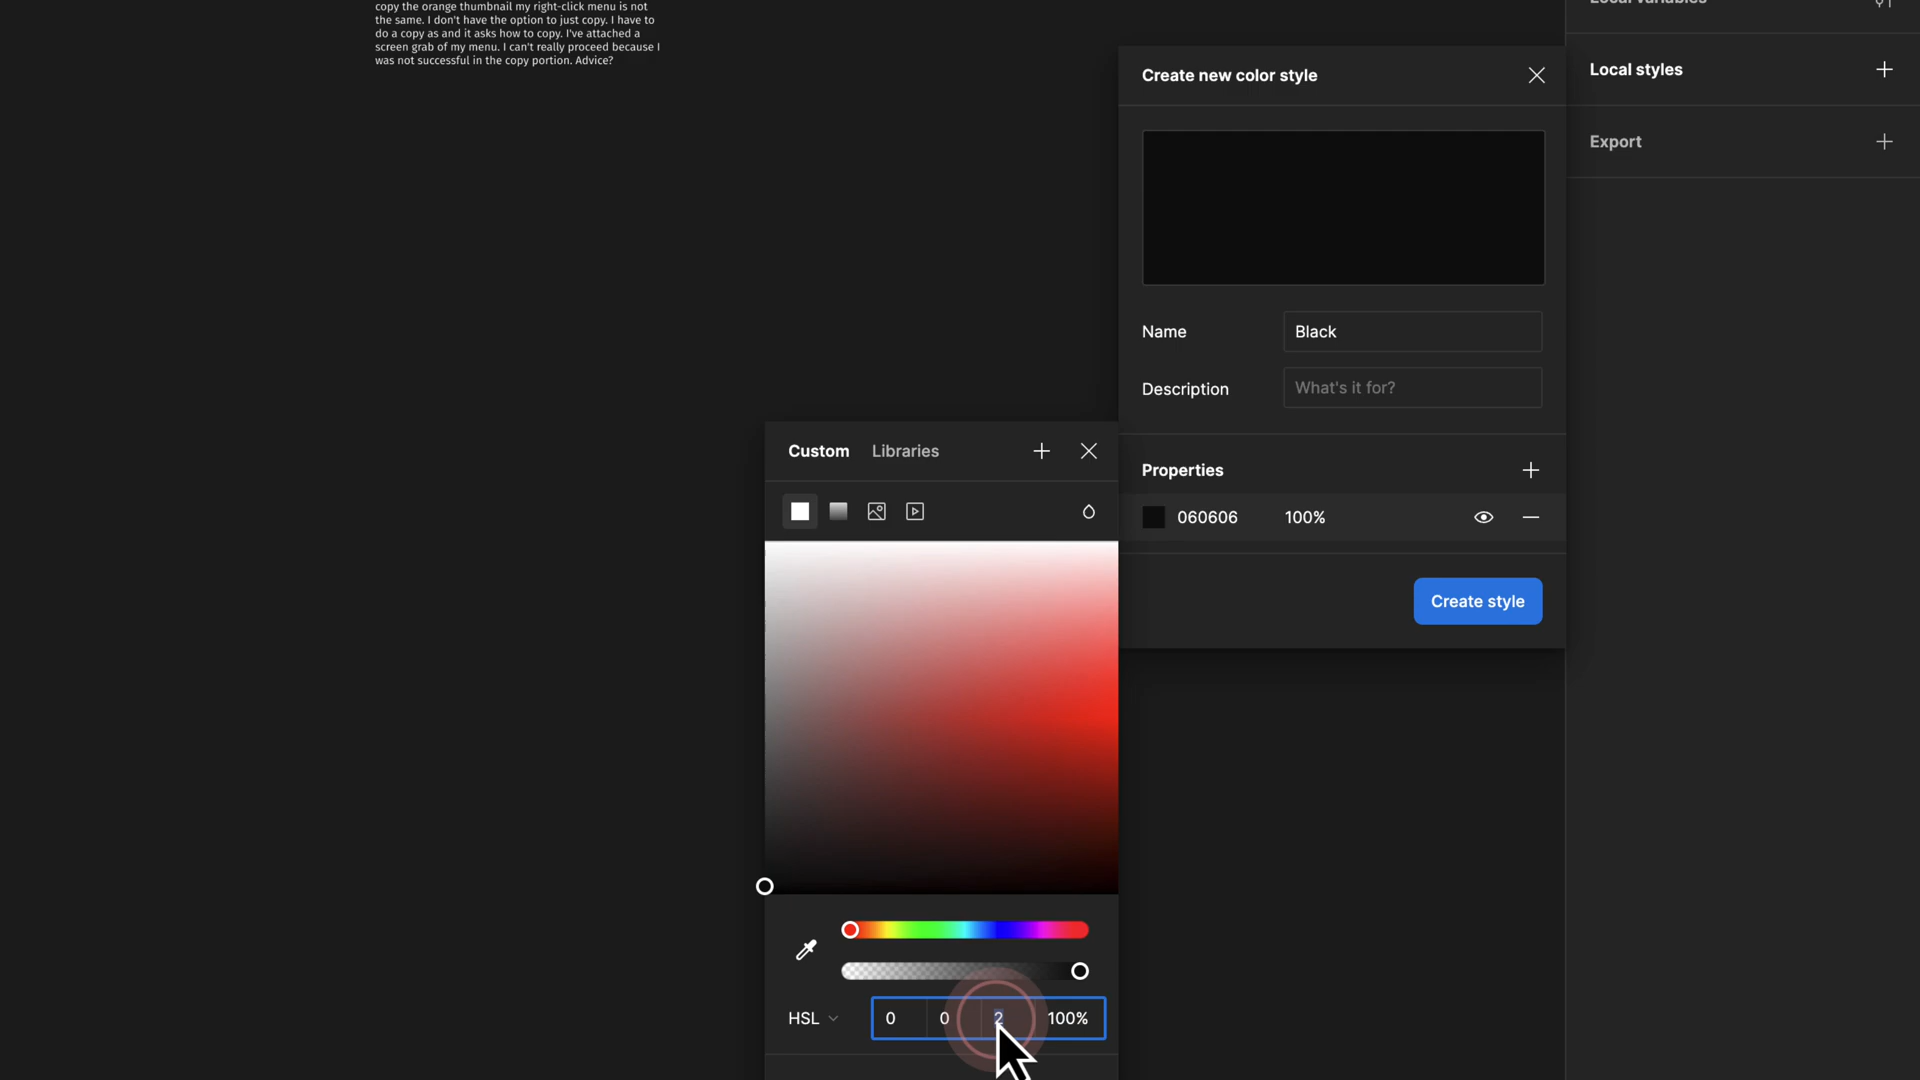 copy the orange thumbnail my right-click menu is not
the same. I don't have the option to just copy. I have to
do a copy as and it asks how to copy. I've attached a
screen grab of my menu. I can't really proceed because I
was not successful in the copy portion. Advice?
Local variables
Local styles
Export
Create new color style
Name
Black
Description
What's it for?
Properties
060606 100%
Create style
Custom Libraries
HSL 0 0 2 100%